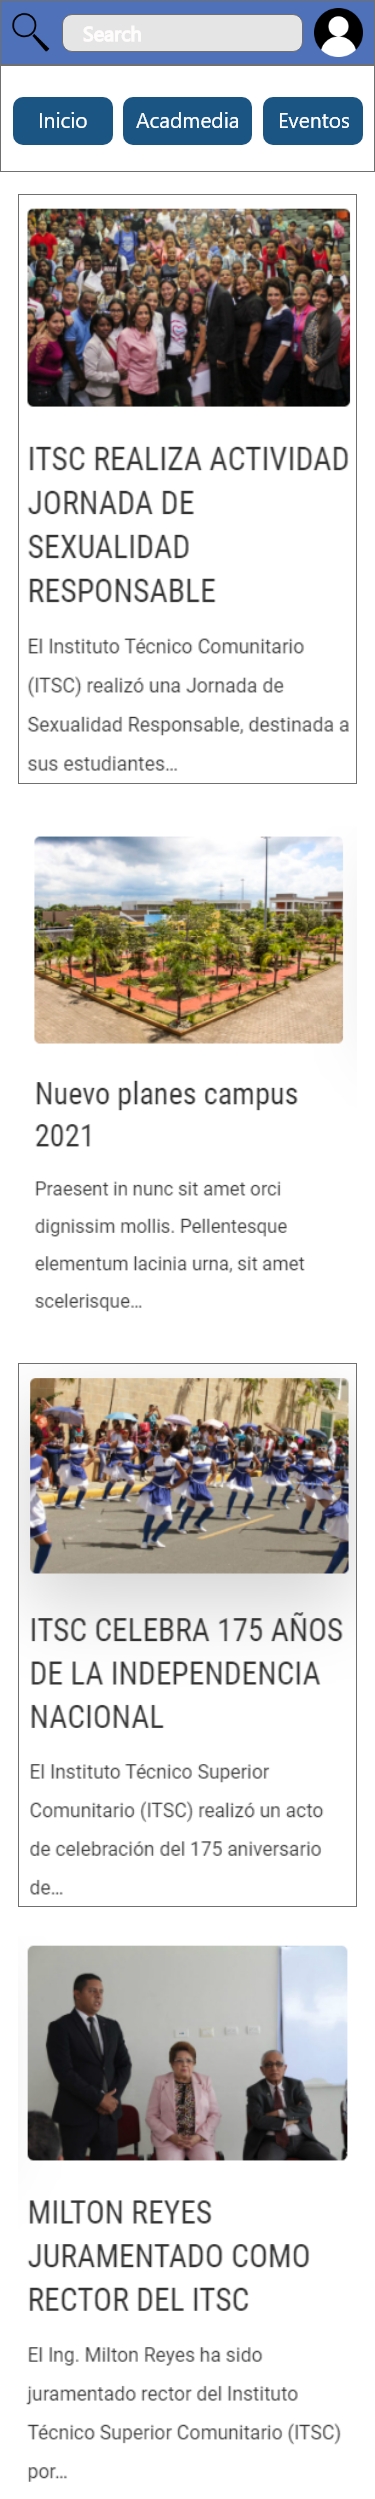 Search
Inicio
Acadmedia
Eventos
ITSC REALIZA ACTIVIDAD
JORNADA DE
SEXUALIDAD
RESPONSABLE
El Instituto Técnico Comunitario
(ITSC) realizó una Jornada de
Sexualidad Responsable, destinada a
sus estudiantes...
Nuevo planes campus
2021
Praesent in nunc sit amet orci
dignissim mollis. Pellentesque
elementum lacinia urna, sit amet
scelerisque...
ITSC CELEBRA 175 AÑOS
DE LA INDEPENDENCIA
NACIONAL
El Instituto Técnico Superior
Comunitario (ITSC) realizó un acto
de celebración del 175 aniversario
de...
MILTON REYES
JURAMENTADO COMO
RECTOR DEL ITSC
El Ing. Milton Reyes ha sido
juramentado rector del Instituto
Técnico Superior Comunitario (ITSC)
por...